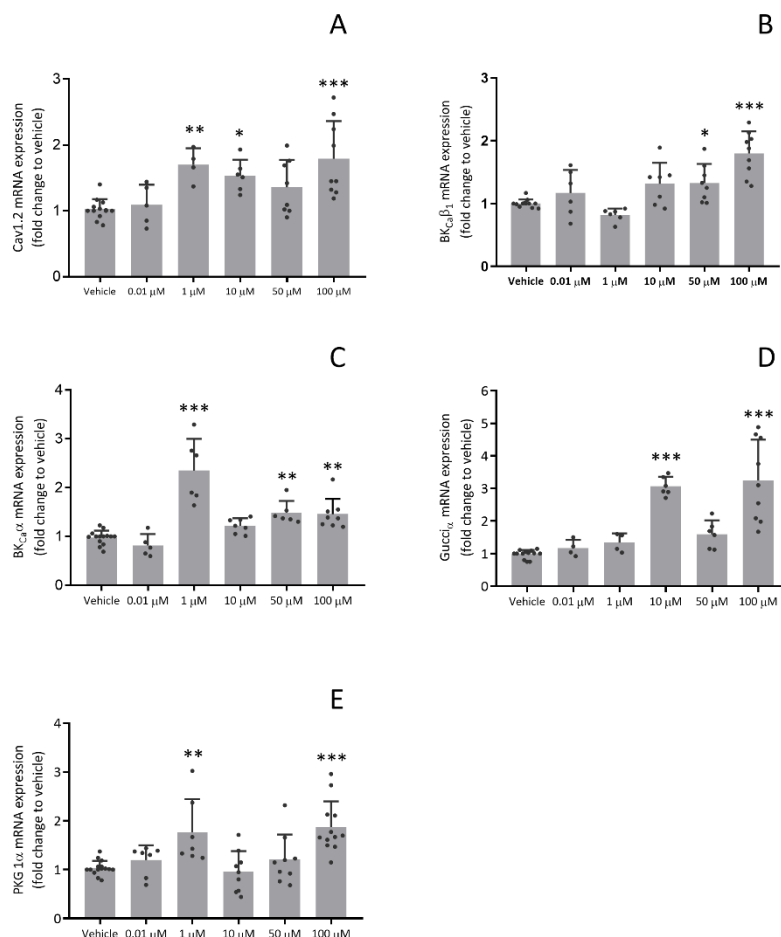 A
Cav1.2 mRNA expression
(fold change to vehicle)
3
2
1
0
**
*
***
Vehicle 0.01 µM 1 µM 10 µM 50 µM 100 µM
B
BKCaβ1 mRNA expression
(fold change to vehicle)
3
2
1
0
*
***
Vehicle 0.01 µM 1 µM 10 µM 50 µM 100 µM
C
BKCaα mRNA expression
(fold change to vehicle)
4
3
2
1
0
***
**
**
Vehicle 0.01 µM 1 µM 10 µM 50 µM 100 µM
D
Gucciα mRNA expression
(fold change to vehicle)
6
5
4
3
2
1
0
***
***
Vehicle 0.01 µM 1 µM 10 µM 50 µM 100 µM
E
PKG 1α mRNA expression
(fold change to vehicle)
4
3
2
1
0
**
***
Vehicle 0.01 µM 1 µM 10 µM 50 µM 100 µM